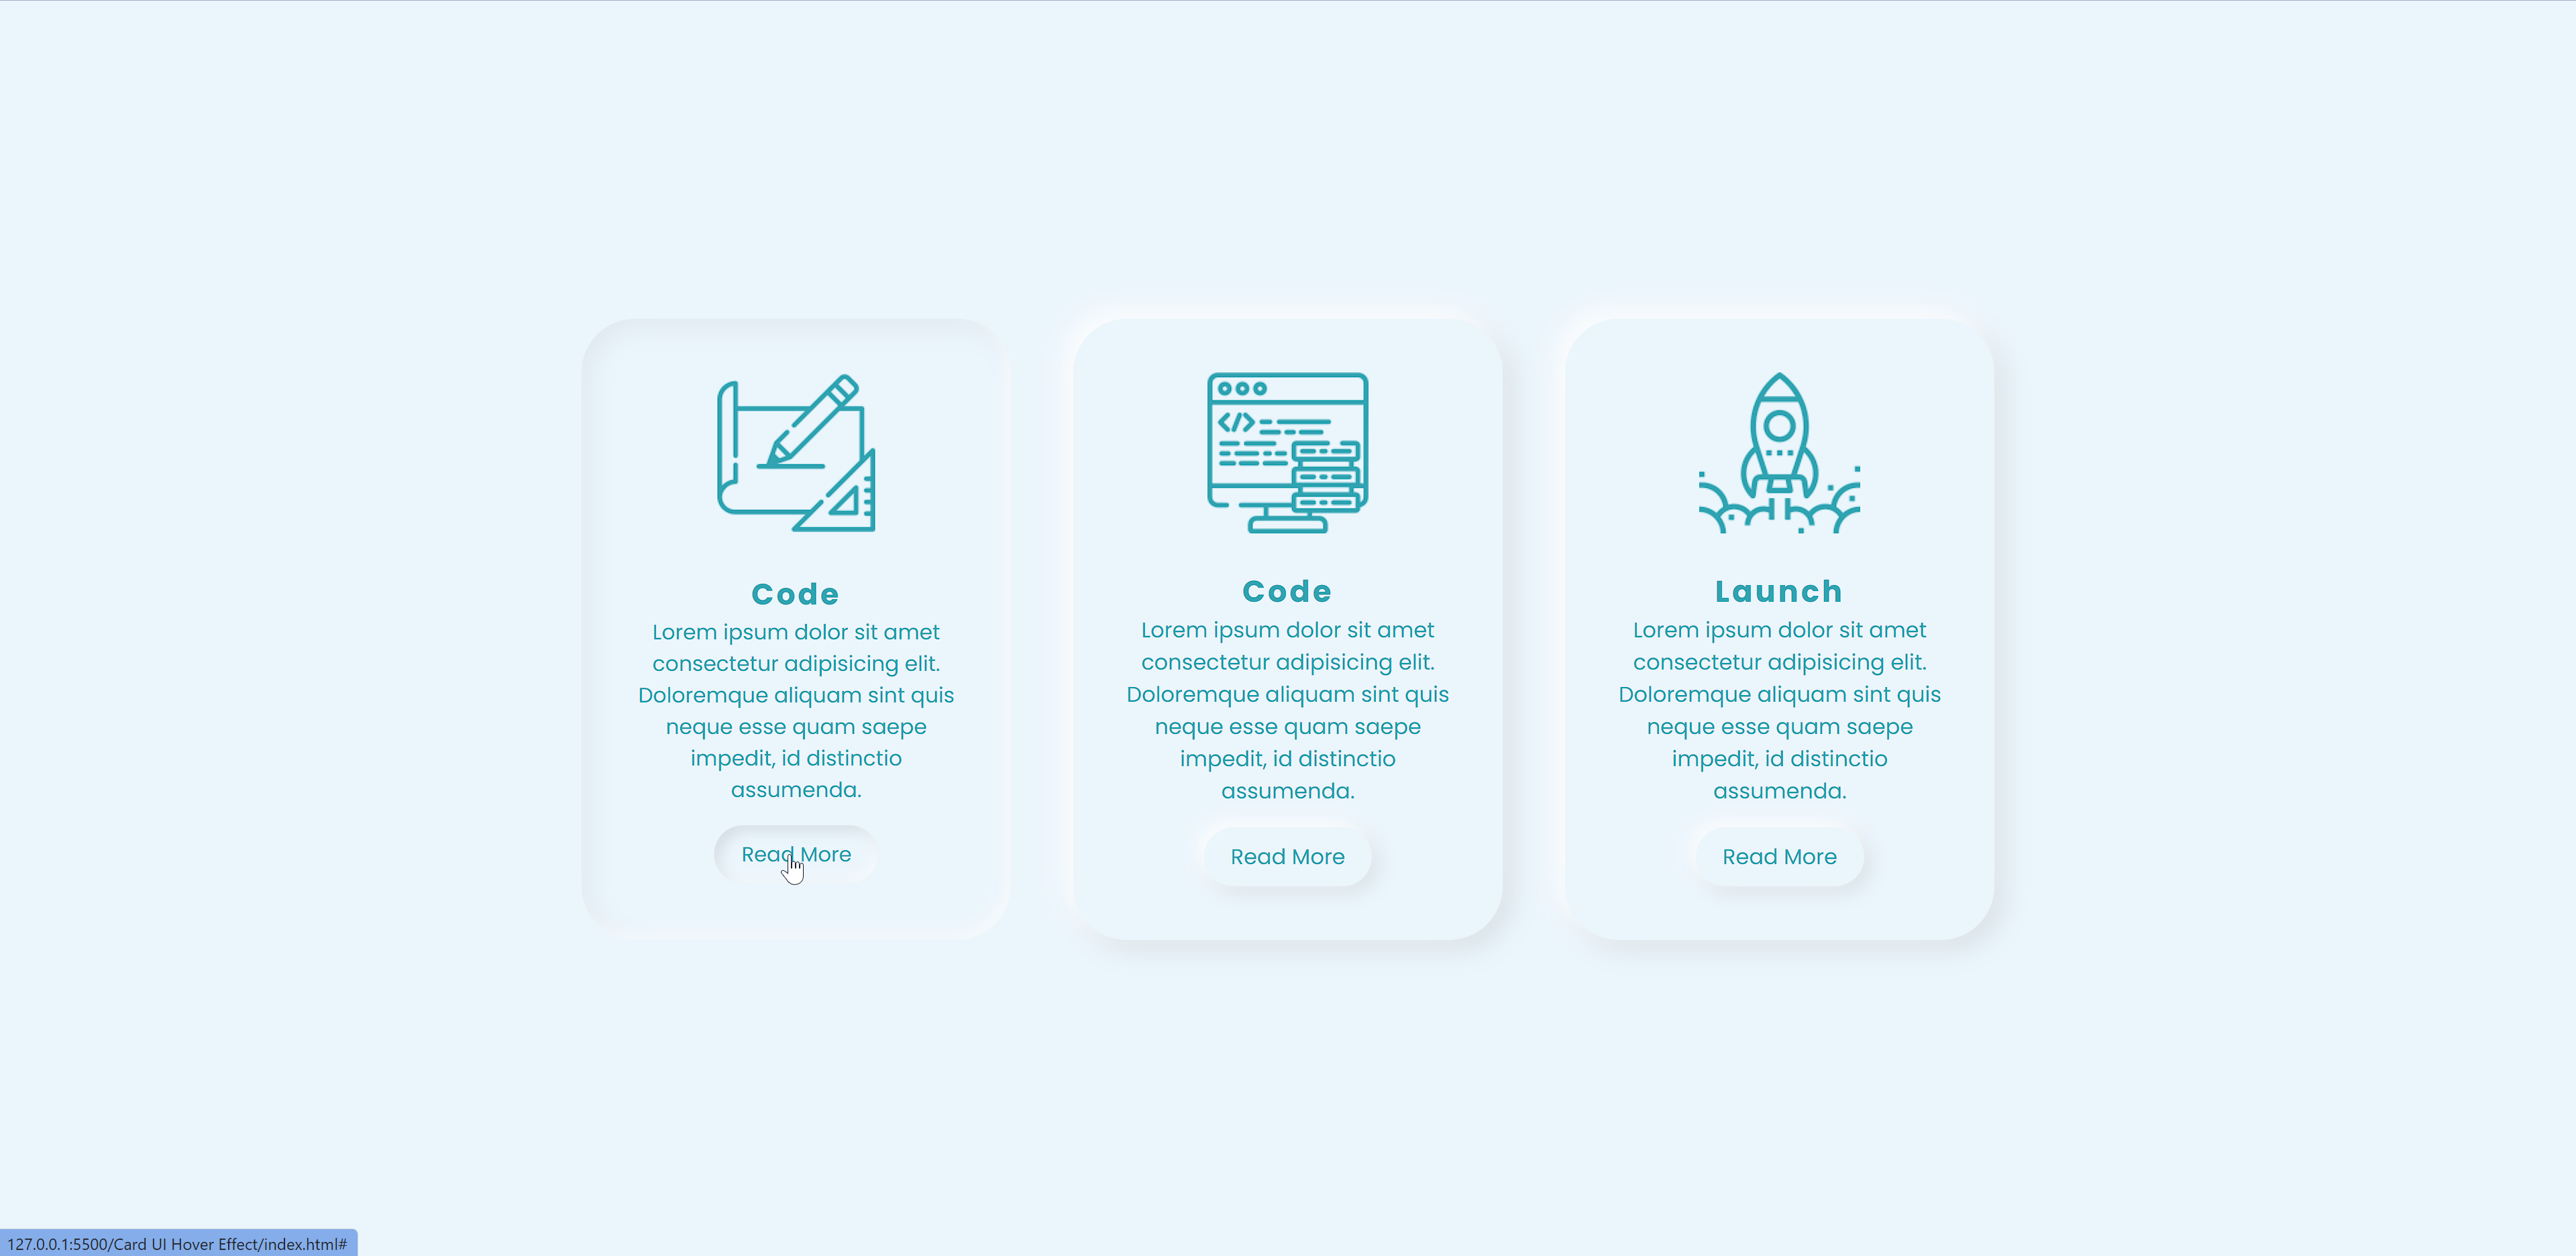 Code
Lorem ipsum dolor sit amet
consectetur adipisicing elit.
Doloremque aliquam sint quis
neque esse quam saepe
impedit, id distinctio
assumenda.
Read More
</>
Code
Lorem ipsum dolor sit amet
consectetur adipisicing elit.
Doloremque aliquam sint quis
neque esse quam saepe
impedit, id distinctio
assumenda.
Read More
Launch
Lorem ipsum dolor sit amet
consectetur adipisicing elit.
Doloremque aliquam sint quis
neque esse quam saepe
impedit, id distinctio
assumenda.
Read More
127.0.0.1:5500/Card UI Hover Effect/index.html#